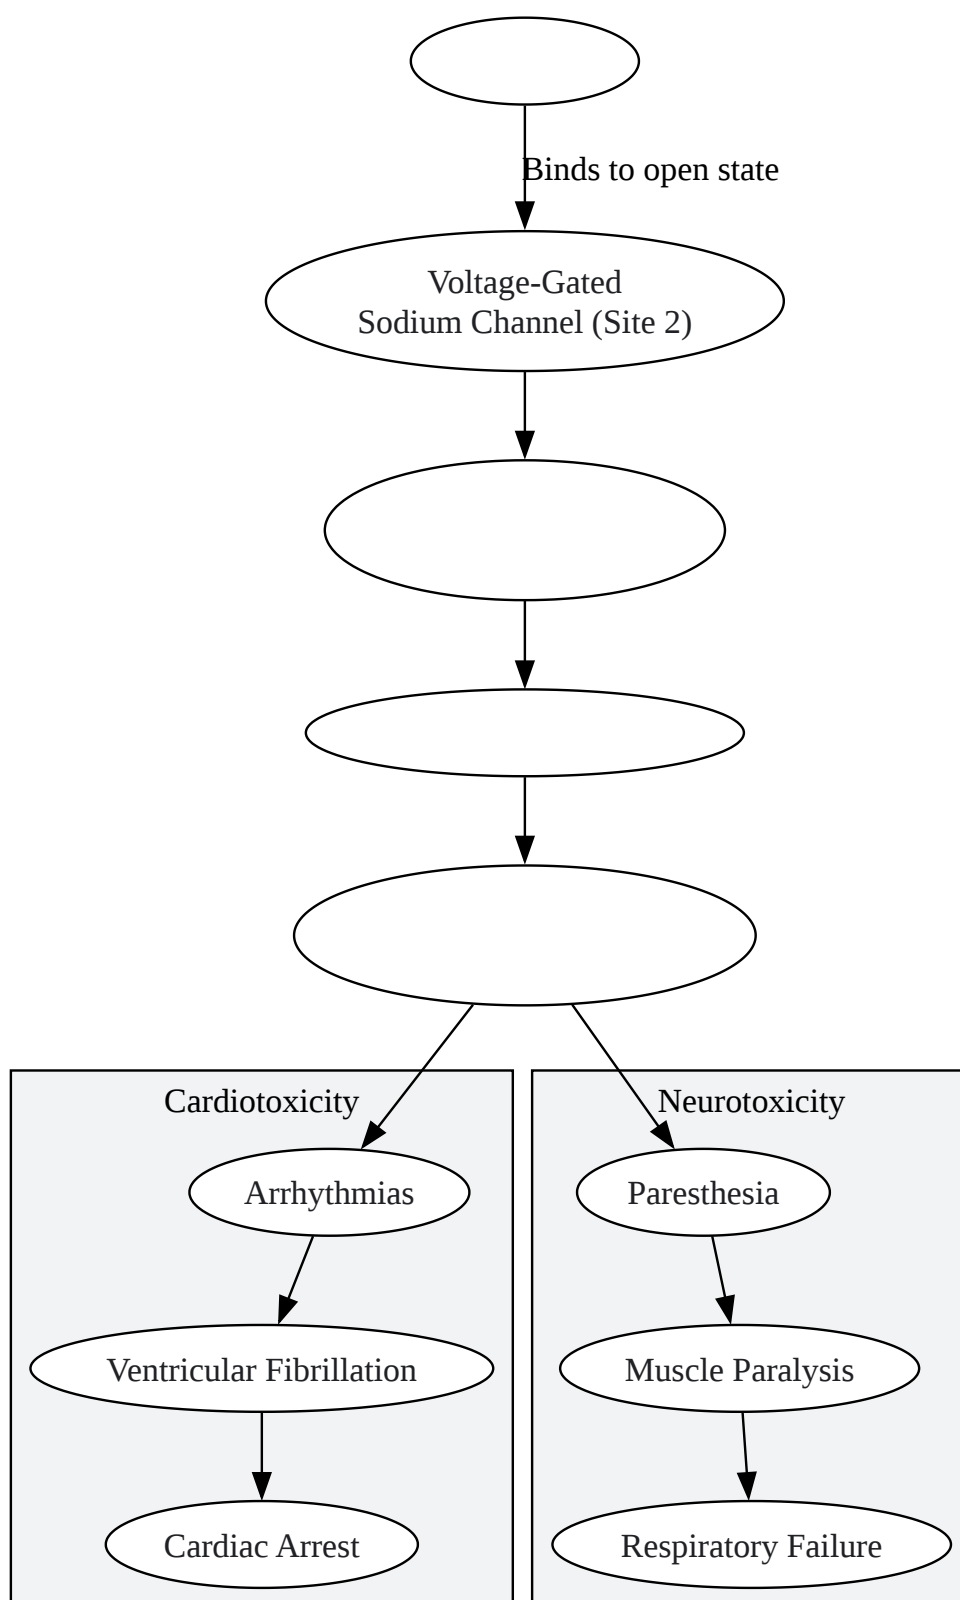 Binds to open state
Voltage-Gated
Sodium Channel (Site 2)
Cardiotoxicity
Neurotoxicity
Arrhythmias
Paresthesia
Ventricular Fibrillation
Muscle Paralysis
Cardiac Arrest
Respiratory Failure